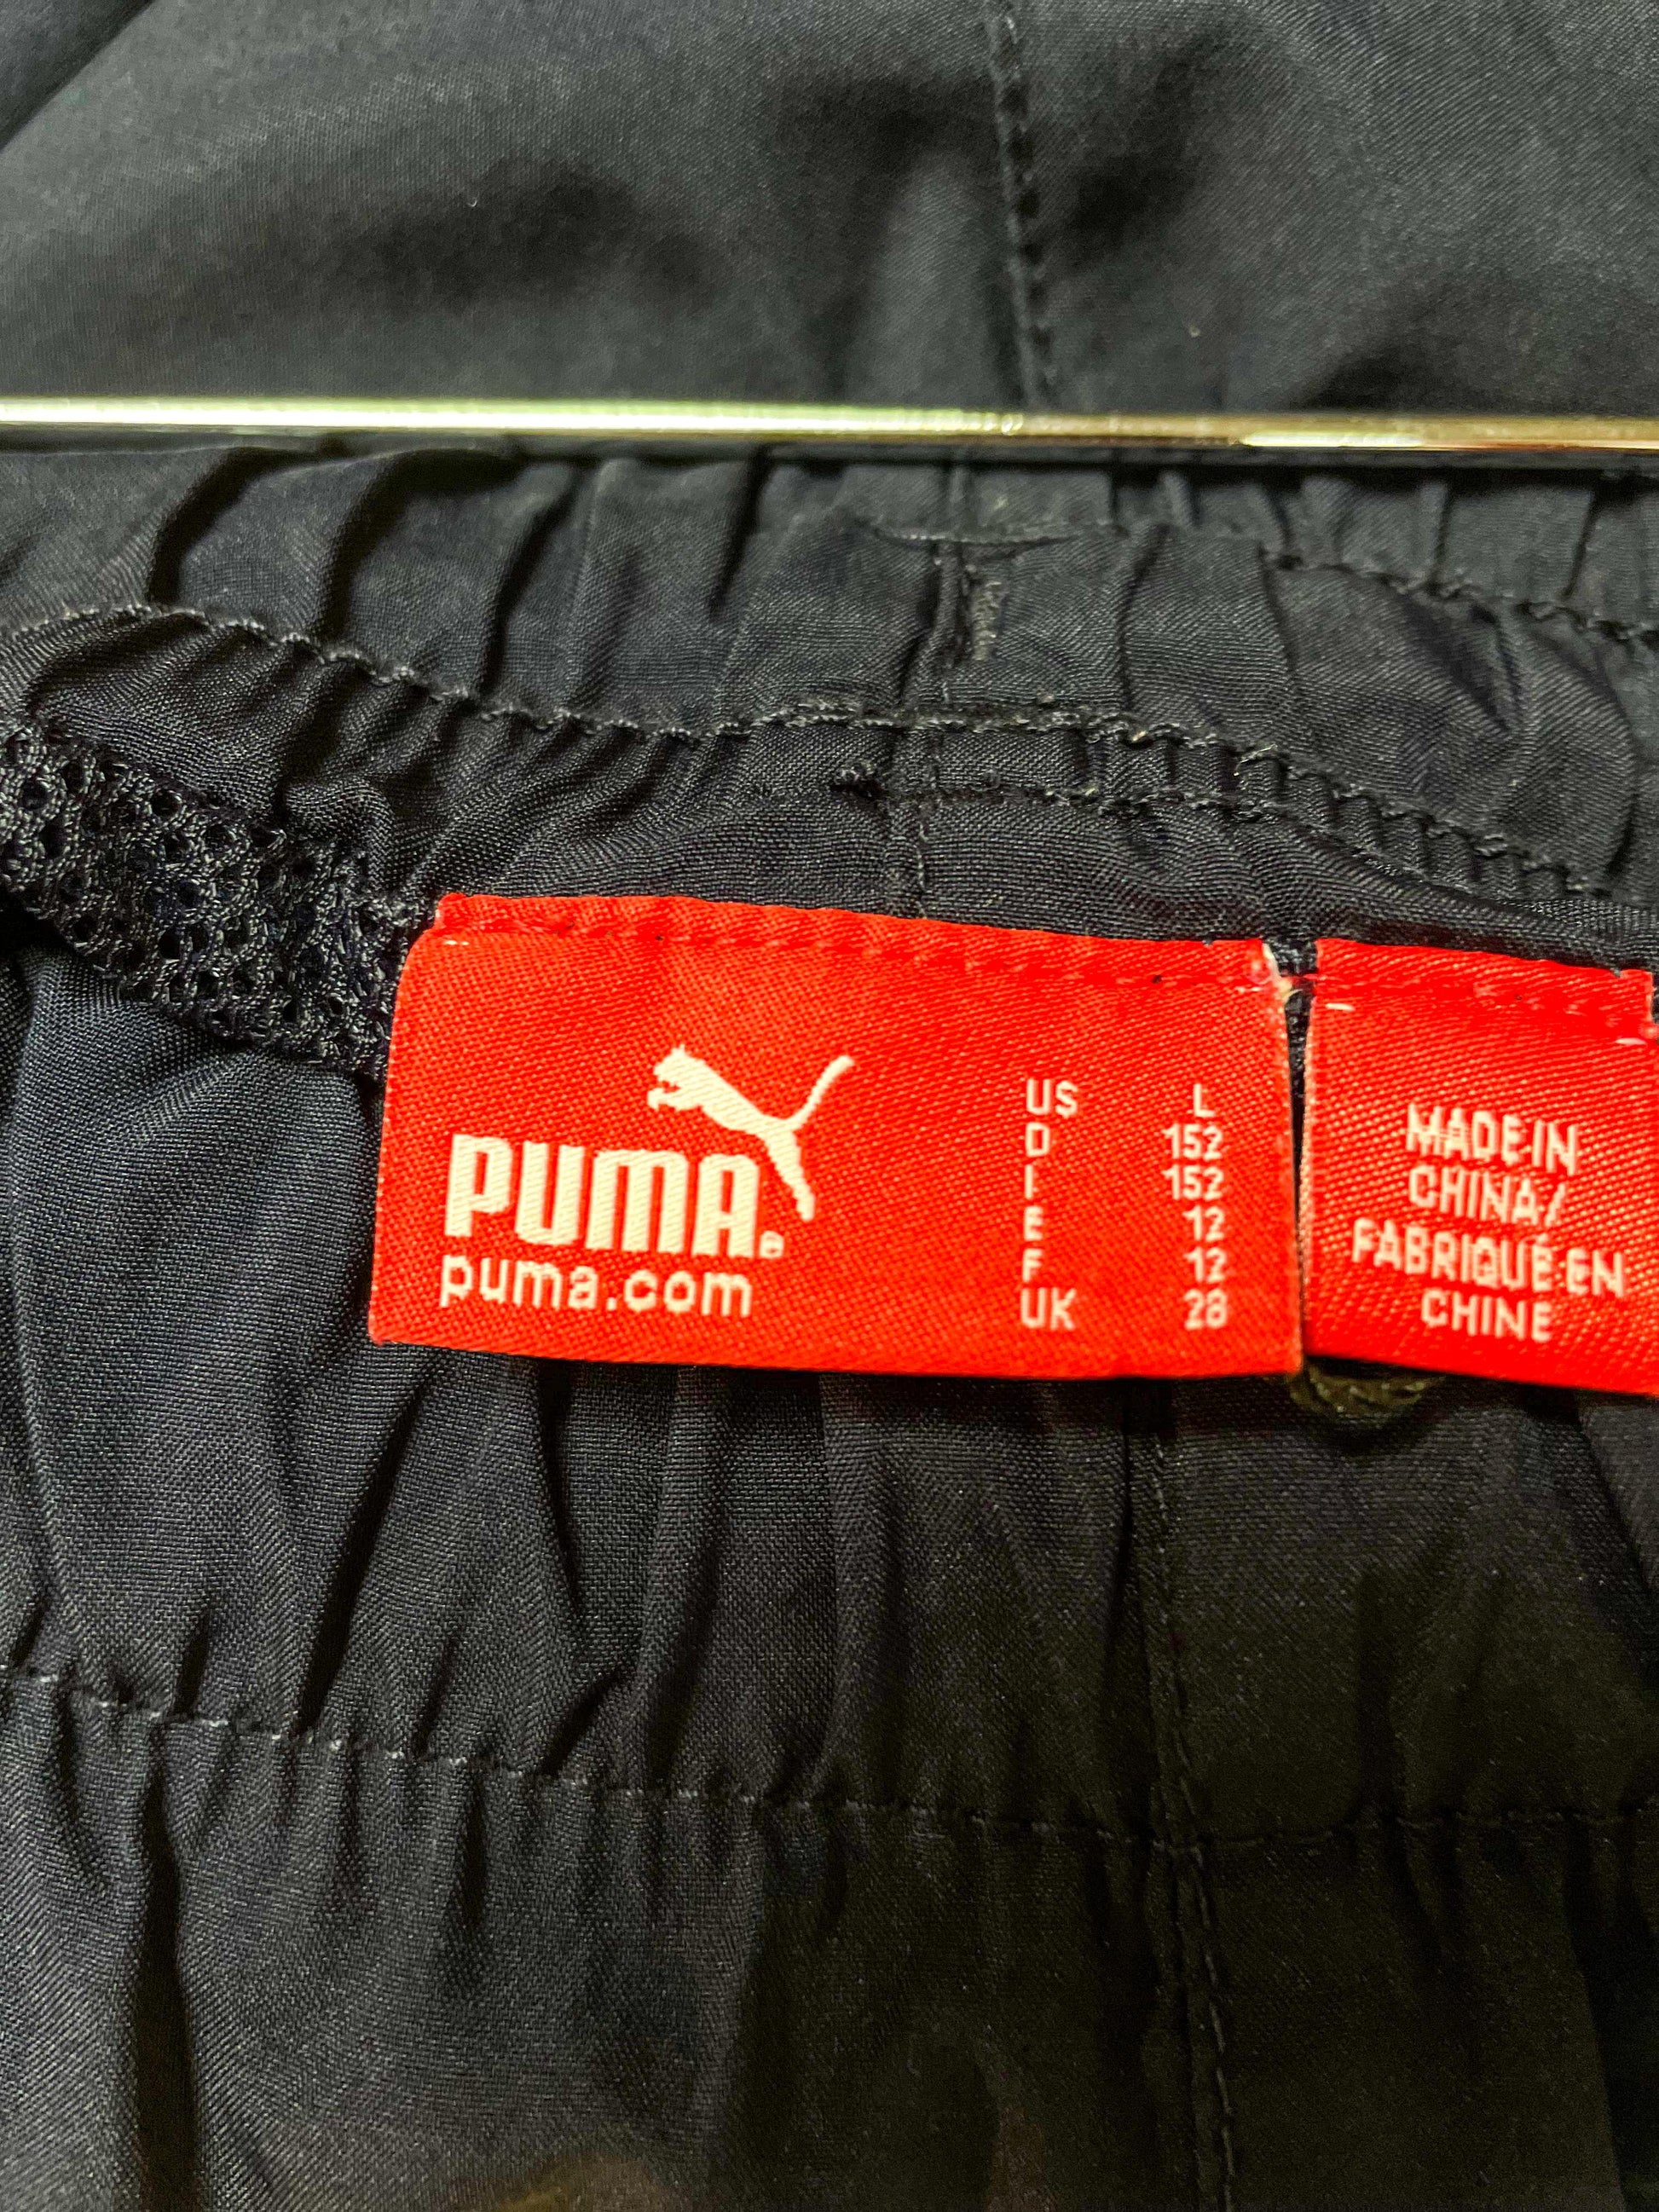 PUMA®
puma.com
US L
D 152
I 152
E 12
F 12
UK 28
MADE IN
CHINA/
FABRIQUÉ EN
CHINE